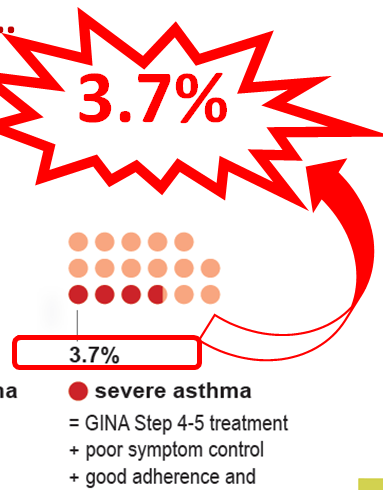 ..
3.7%
3.7%
ma
severe asthma
= GINA Step 4-5 treatment
+ poor symptom control
+ good adherence and